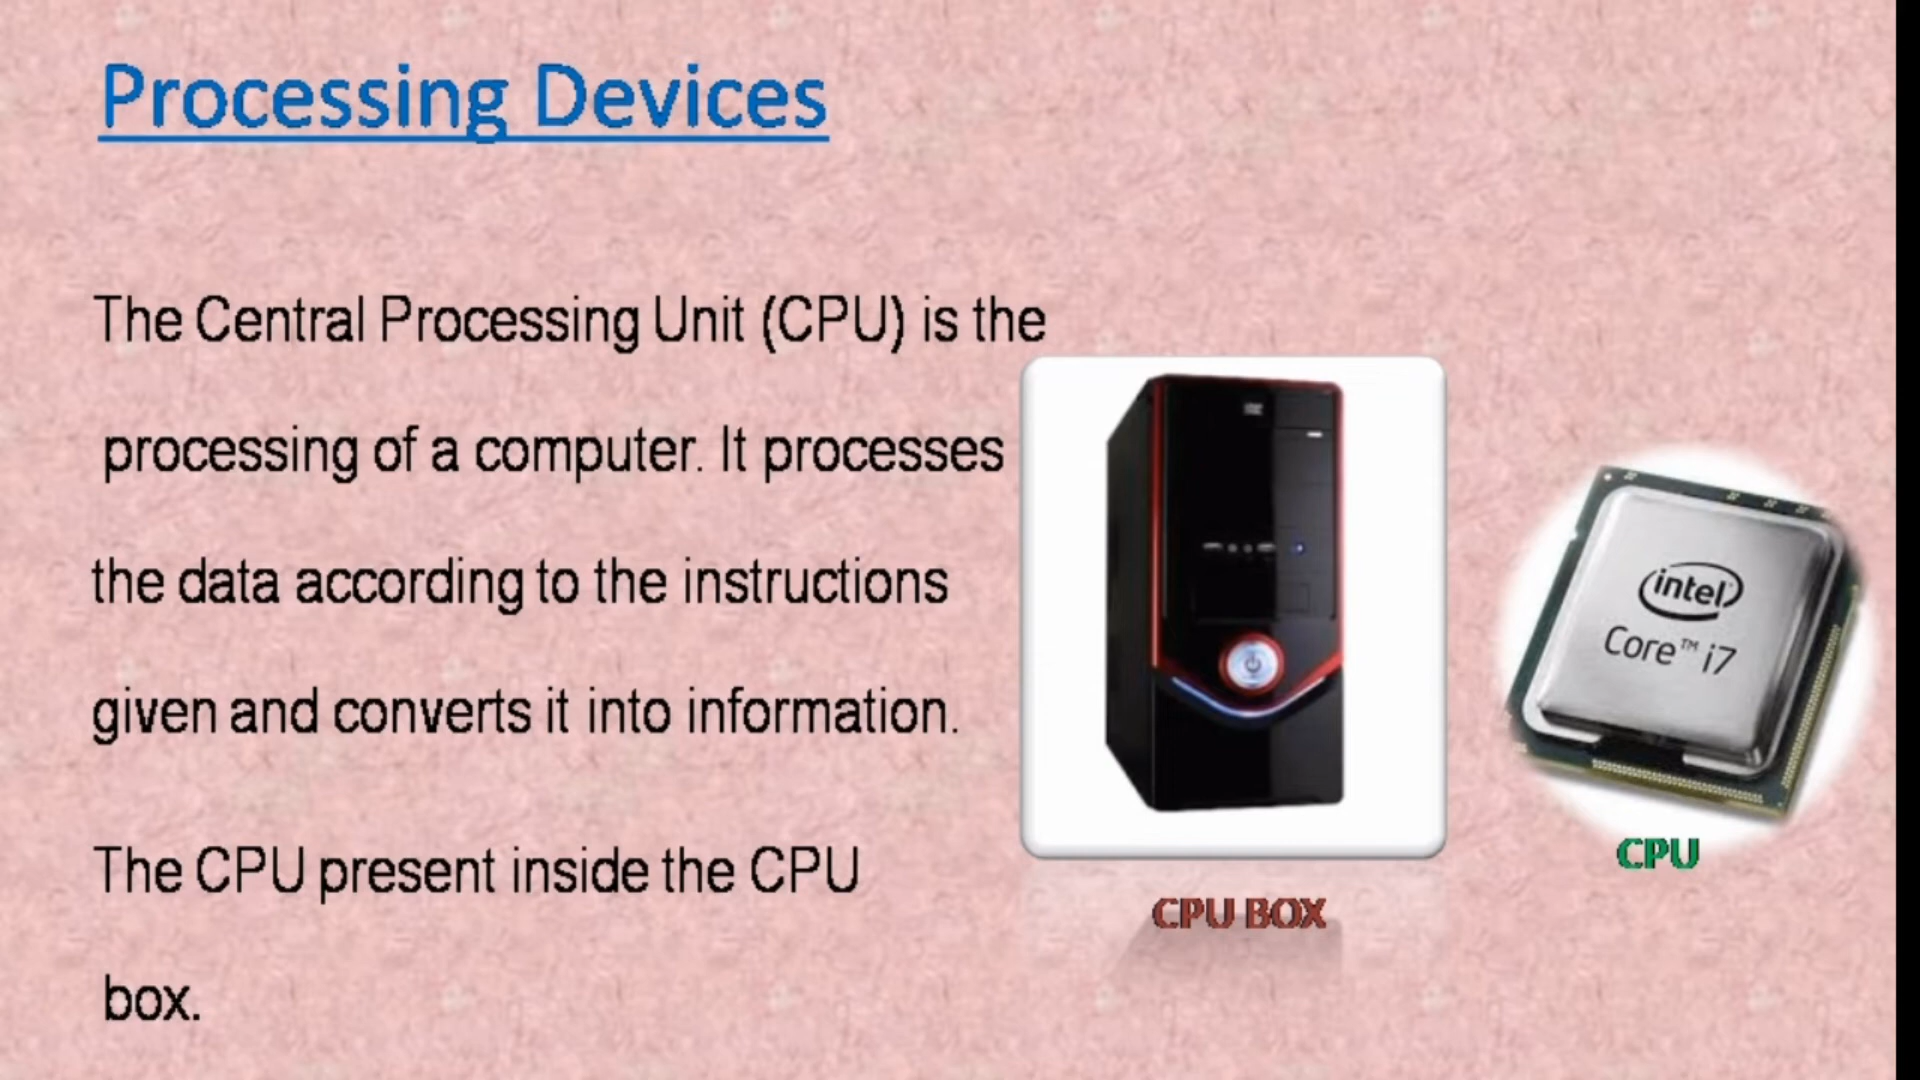 Processing Devices
The Central Processing Unit (CPU) is the
processing of a computer. It processes
the data according to the instructions
given and converts it into information.
The CPU present inside the CPU
box.
CPU BOX
intel
Core™ i7
CPU